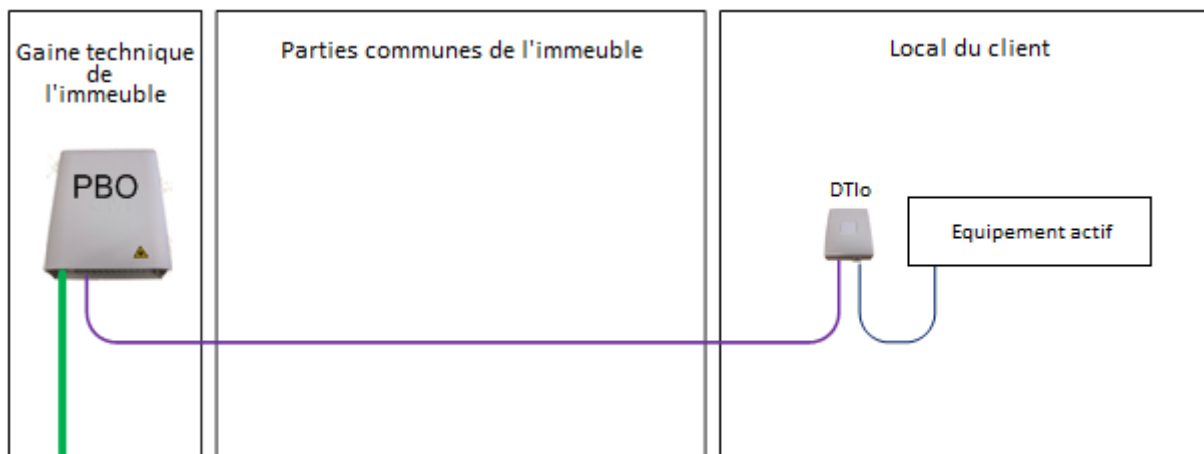 Gaine technique
de
l'immeuble
Parties communes de l'immeuble
Local du client
PBO
DTIo
Equipement actif